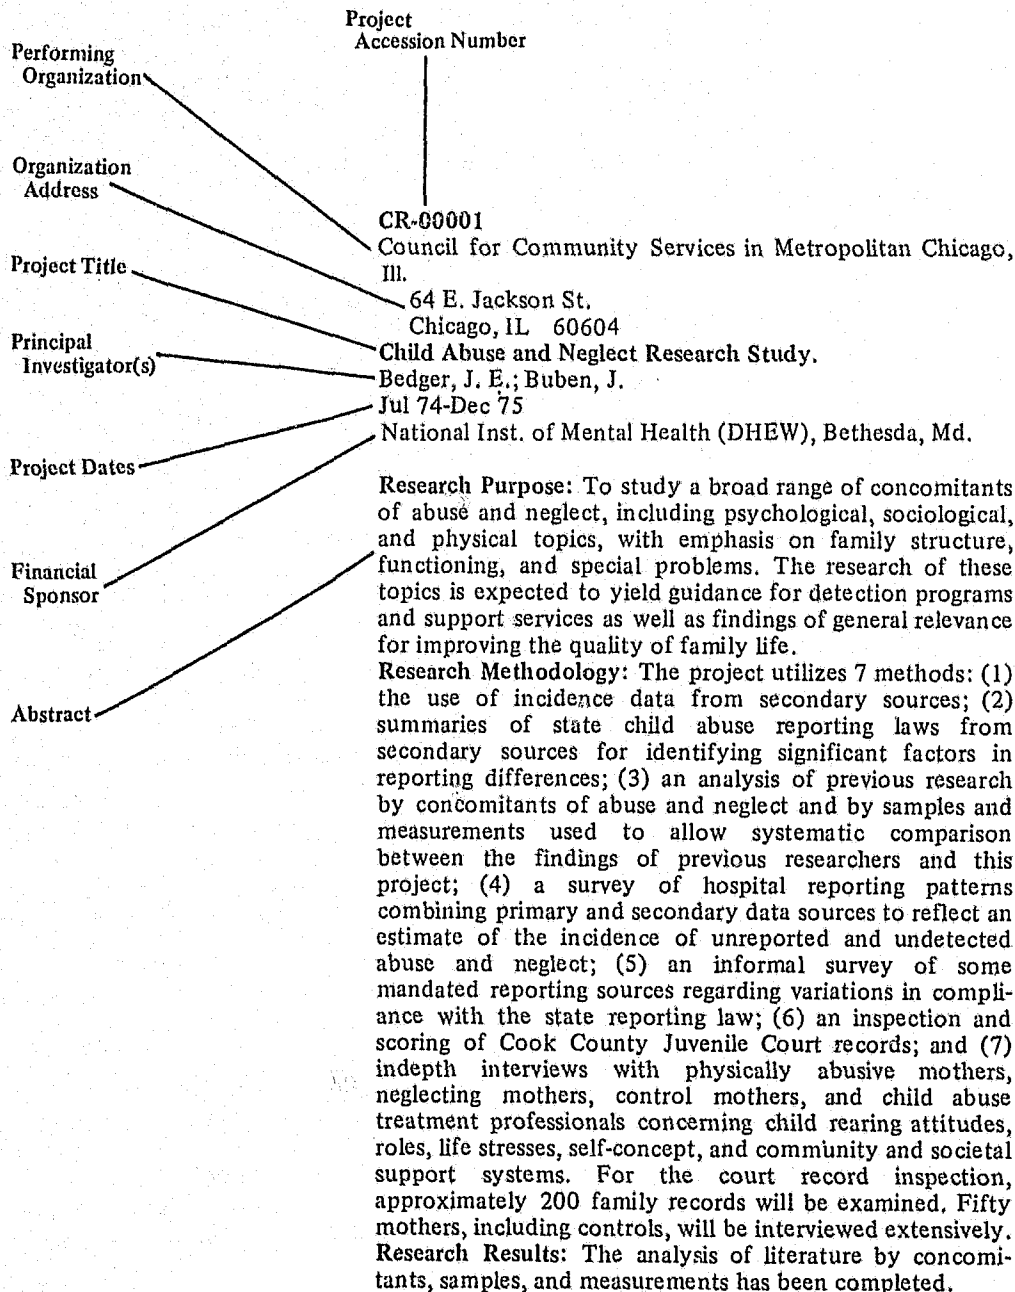 Project
Accession Number
Performing
Organization
Organization
Address
Project Title
Principal
Investigator(s)
Project Dates
Financial
Sponsor
Abstract
CR-00001
Council for Community Services in Metropolitan Chicago,
Ill.
64 E. Jackson St.
Chicago, IL 60604
Child Abuse and Neglect Research Study.
Bedger, J. E.; Buben, J.
Jul 74-Dec 75
National Inst. of Mental Health (DHEW), Bethesda, Md.
Research Purpose: To study a broad range of concomitants
of abuse and neglect, including psychological, sociological,
and physical topics, with emphasis on family structure,
functioning, and special problems. The research of these
topics is expected to yield guidance for detection programs
and support services as well as findings of general relevance
for improving the quality of family life.
Research Methodology: The project utilizes 7 methods: (1)
the use of incidence data from secondary sources; (2)
summaries of state child abuse reporting laws from
secondary sources for identifying significant factors in
reporting differences; (3) an analysis of previous research
by concomitants of abuse and neglect and by samples and
measurements used to allow systematic comparison
between the findings of previous researchers and this
project; (4) a survey of hospital reporting patterns
combining primary and secondary data sources to reflect an
estimate of the incidence of unreported and undetected
abuse and neglect; (5) an informal survey of some
mandated reporting sources regarding variations in compli-
ance with the state reporting law; (6) an inspection and
scoring of Cook County Juvenile Court records; and (7)
indepth interviews with physically abusive mothers,
neglecting mothers, control mothers, and child abuse
treatment professionals concerning child rearing attitudes,
roles, life stresses, self-concept, and community and societal
support systems. For the court record inspection,
approximately 200 family records will be examined. Fifty
mothers, including controls, will be interviewed extensively.
Research Results: The analysis of literature by concomi-
tants, samples, and measurements has been completed.